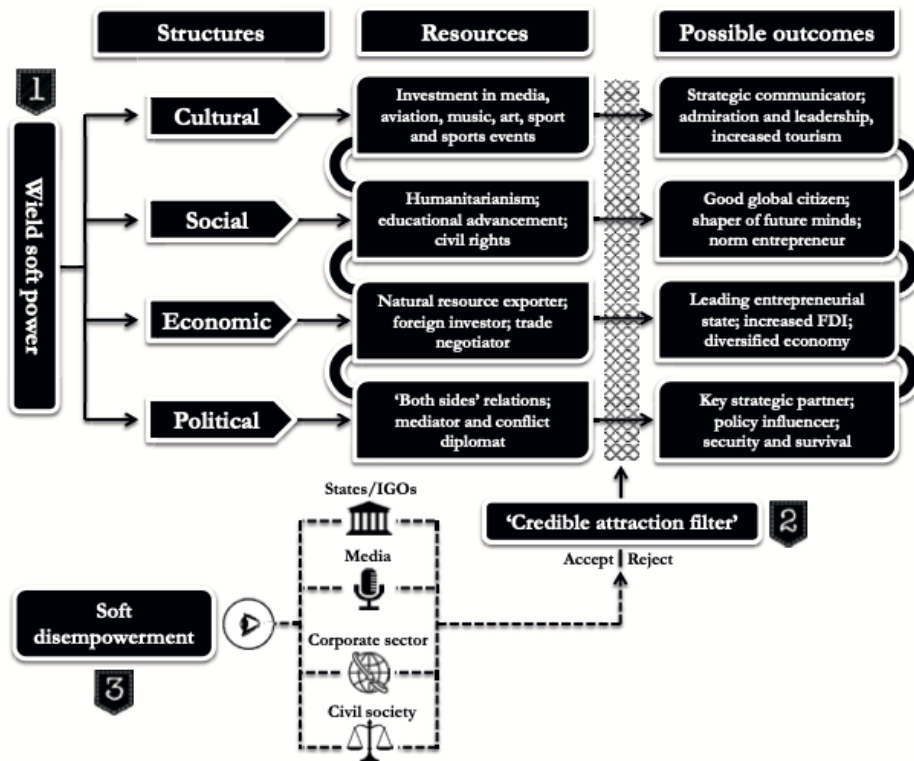 Structures
Resources
Possible outcomes
1
Wield soft power
Cultural
Investment in media,
aviation, music, art, sport
and sports events
Strategic communicator;
admiration and leadership,
increased tourism
Social
Humanitarianism;
educational advancement;
civil rights
Good global citizen;
shaper of future minds;
norm entrepreneur
Economic
Natural resource exporter;
foreign investor; trade
negotiator
Leading entrepreneurial
state; increased FDI;
diversified economy
Political
‘Both sides’ relations;
mediator and conflict
diplomat
Key strategic partner;
policy influencer;
security and survival
States/IGOs
Media
Corporate sector
Civil society
‘Credible attraction filter’
2
Accept
Reject
Soft
disempowerment
3